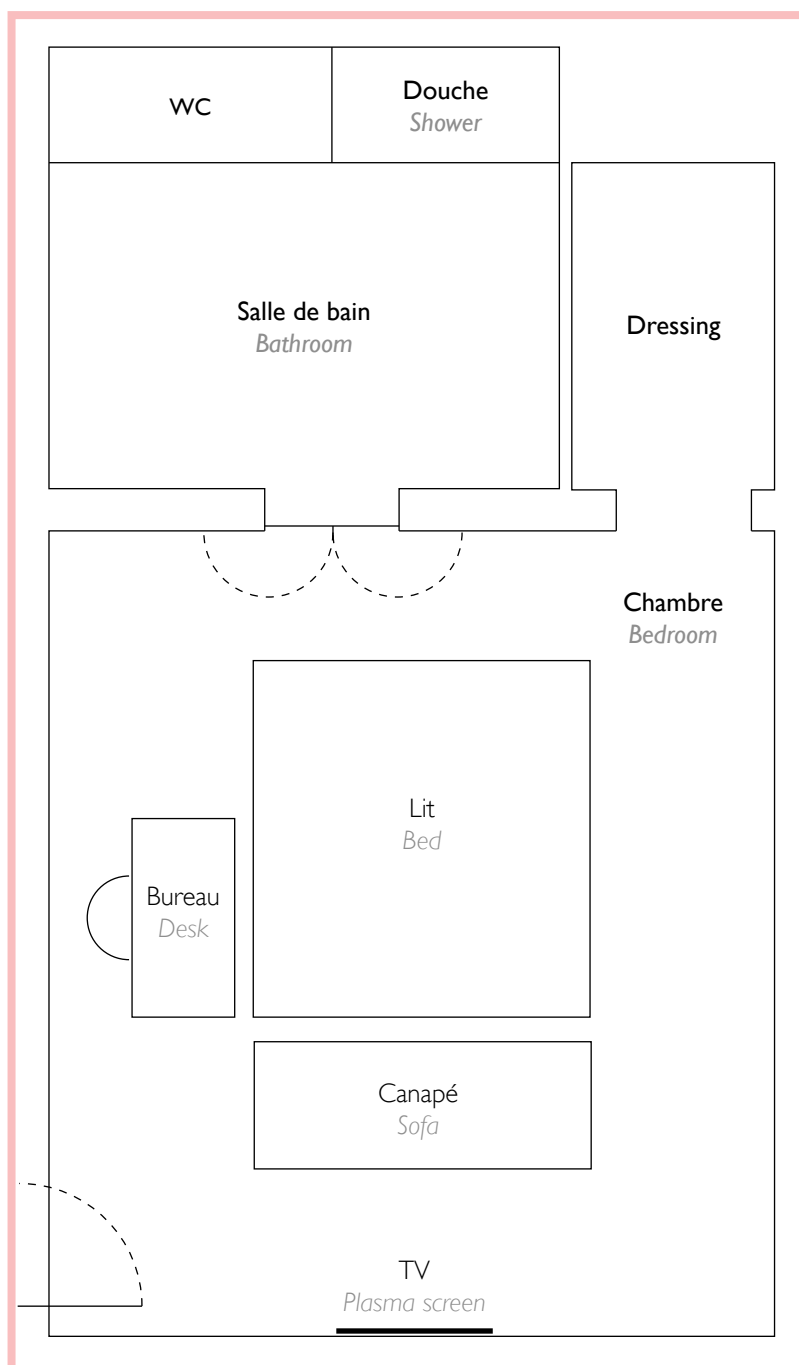 WC
Douche
Shower
Salle de bain
Bathroom
Dressing
Chambre
Bedroom
Lit
Bed
Bureau
Desk
Canapé
Sofa
TV
Plasma screen